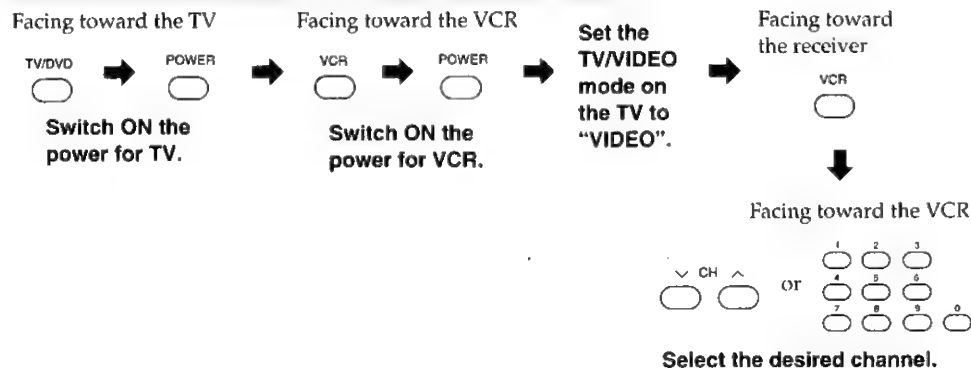 Facing toward the TV
TV/DVD
POWER
Switch ON the
power for TV.
Facing toward the VCR
VCR
POWER
Switch ON the
power for VCR.
Set the
TV/VIDEO
mode on
the TV to
“VIDEO”.
Facing toward
the receiver
VCR
Facing toward the VCR
CH
or
1 2 3
4 5 6
7 8 9 0
Select the desired channel.